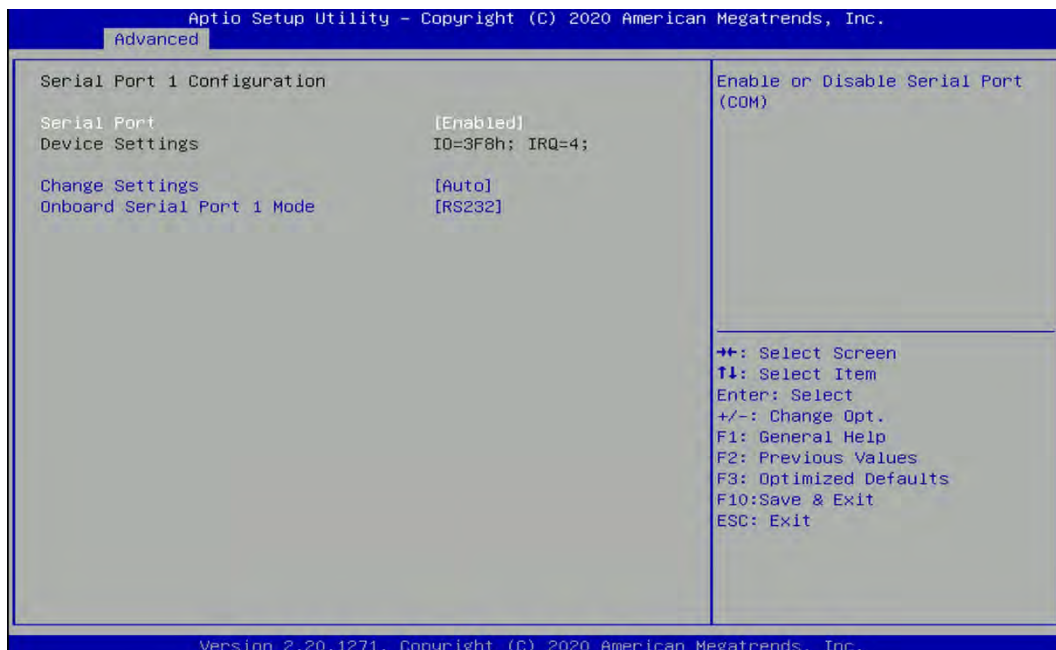 Aptio Setup Utility – Copyright (C) 2020 American Megatrends, Inc.
Advanced
Serial Port 1 Configuration
Serial Port [Enabled]
Device Settings IO=3F8h; IRQ=4;
Change Settings [Auto]
Onboard Serial Port 1 Mode [RS232]
Enable or Disable Serial Port
(COM)
→←: Select Screen
↑↓: Select Item
Enter: Select
+/-: Change Opt.
F1: General Help
F2: Previous Values
F3: Optimized Defaults
F10:Save & Exit
ESC: Exit
Version 2.20.1271. Copyright (C) 2020 American Megatrends, Inc.